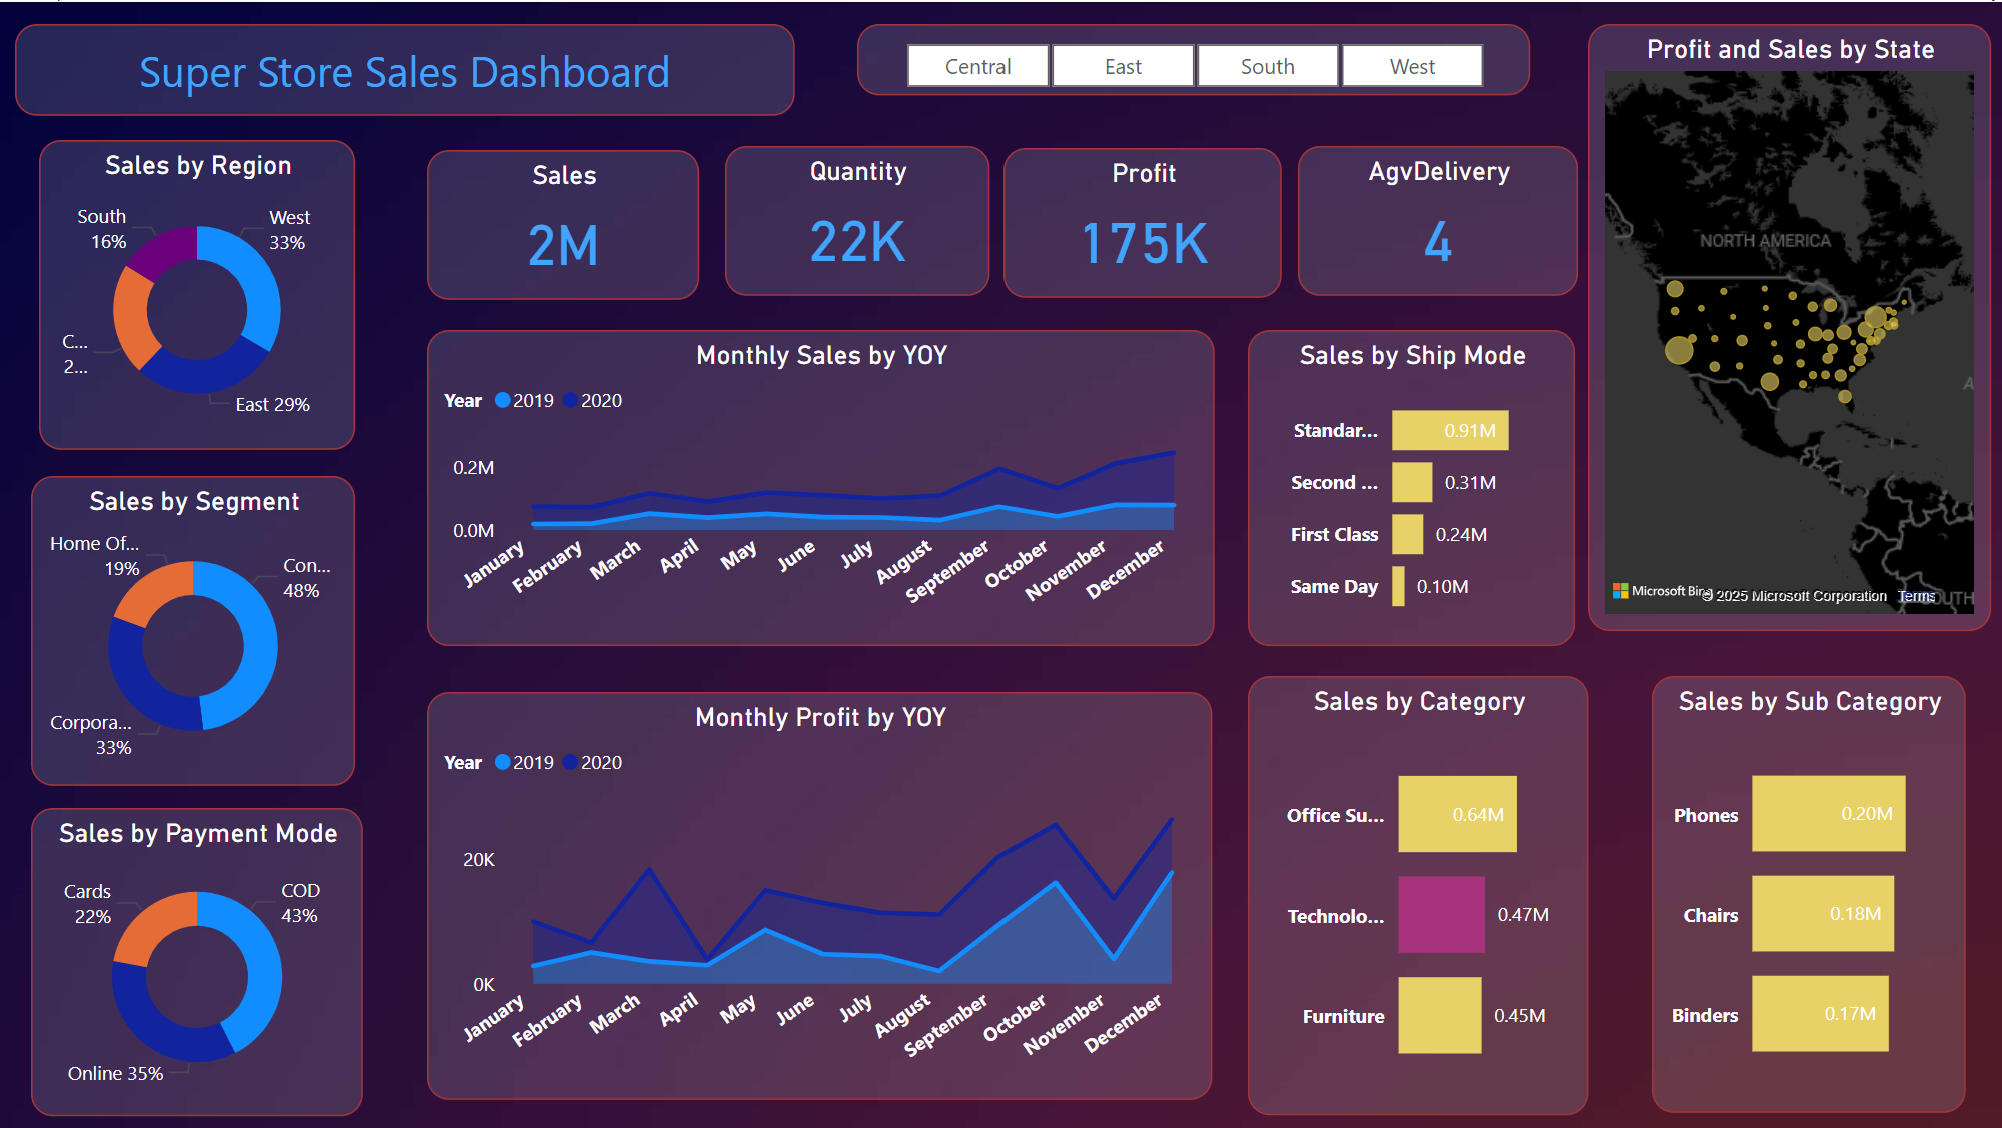 Super Store Sales Dashboard
Central
East
South
West
Profit and Sales by State
NORTH AMERICA
A
Microsoft Bing
© 2025 Microsoft Corporation
Terms
SOUTH
Sales by Region
South
16%
West
33%
C...
2...
East 29%
Sales
2M
Quantity
22K
Profit
175K
AgvDelivery
4
Monthly Sales by YOY
Year 2019 2020
0.2M
0.0M
January
February
March
April
May
June
July
August
September
October
November
December
Sales by Ship Mode
Standar... 0.91M
Second ... 0.31M
First Class 0.24M
Same Day 0.10M
Sales by Segment
Home Of...
19%
Con...
48%
Corpora...
33%
Monthly Profit by YOY
Year 2019 2020
20K
0K
January
February
March
April
May
June
July
August
September
October
November
December
Sales by Category
Office Su... 0.64M
Technolo... 0.47M
Furniture 0.45M
Sales by Sub Category
Phones 0.20M
Chairs 0.18M
Binders 0.17M
Sales by Payment Mode
Cards
22%
COD
43%
Online 35%